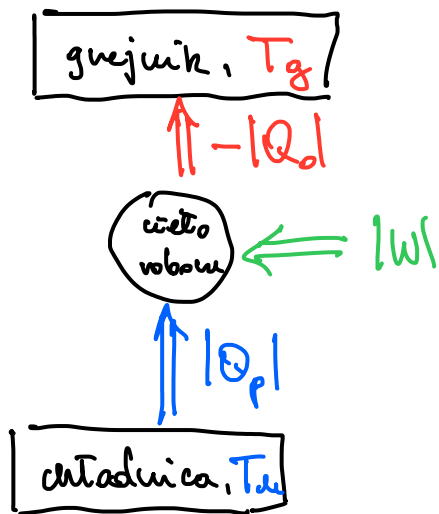 grzejnik, Tg
-|Qo|
ciało
robocze
|W|
|Qp|
chłodnica, Tch